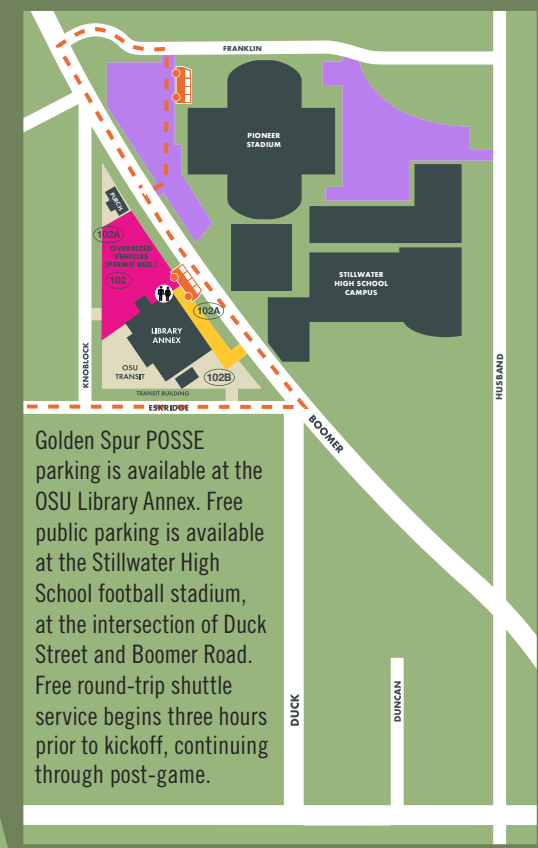 FRANKLIN
PIONEER
STADIUM
PURCH.
102A
OVERSIZED
VEHICLES
(PERMIT REQ.)
102
STILLWATER
HIGH SCHOOL
CAMPUS
102A
LIBRARY
ANNEX
KNOBLOCK
OSU
TRANSIT
102B
TRANSIT BUILDING
ESKRIDGE
HUSBAND
BOOMER
Golden Spur POSSE
parking is available at the
OSU Library Annex. Free
public parking is available
at the Stillwater High
School football stadium,
at the intersection of Duck
Street and Boomer Road.
Free round-trip shuttle
service begins three hours
prior to kickoff, continuing
through post-game.
DUCK
DUNCAN